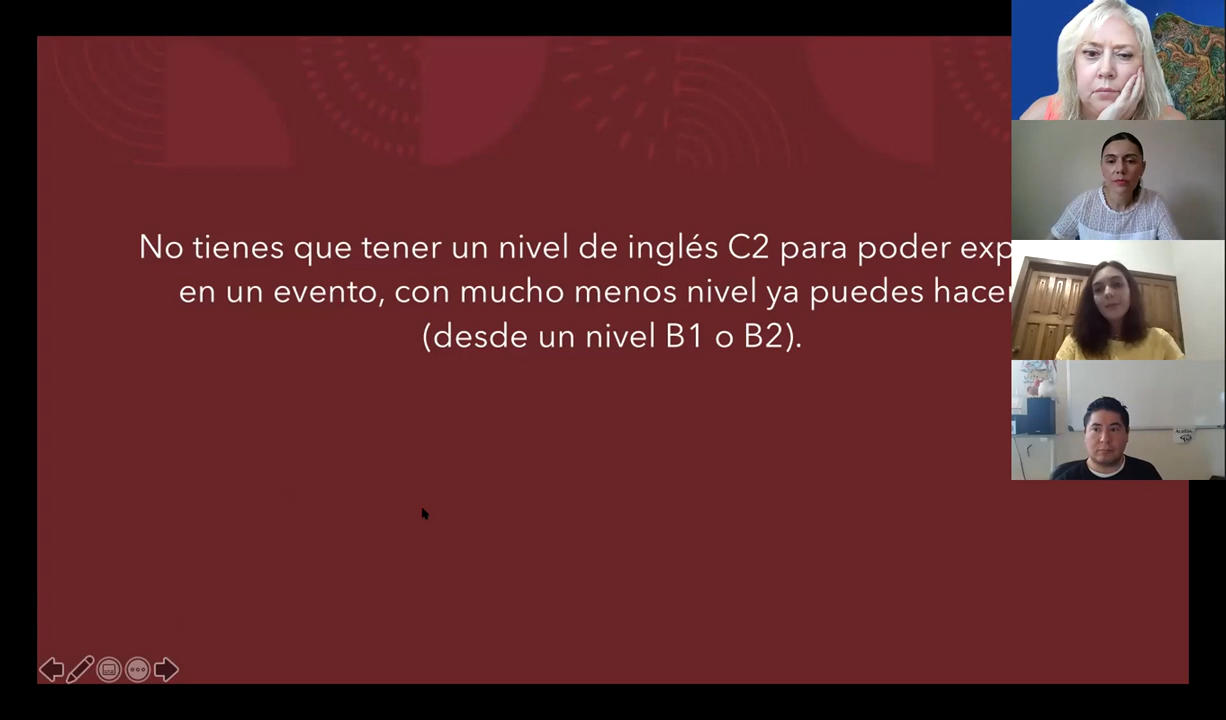 No tienes que tener un nivel de inglés C2 para poder
en un evento, con mucho menos nivel ya puedes
(desde un nivel B1 o B2).